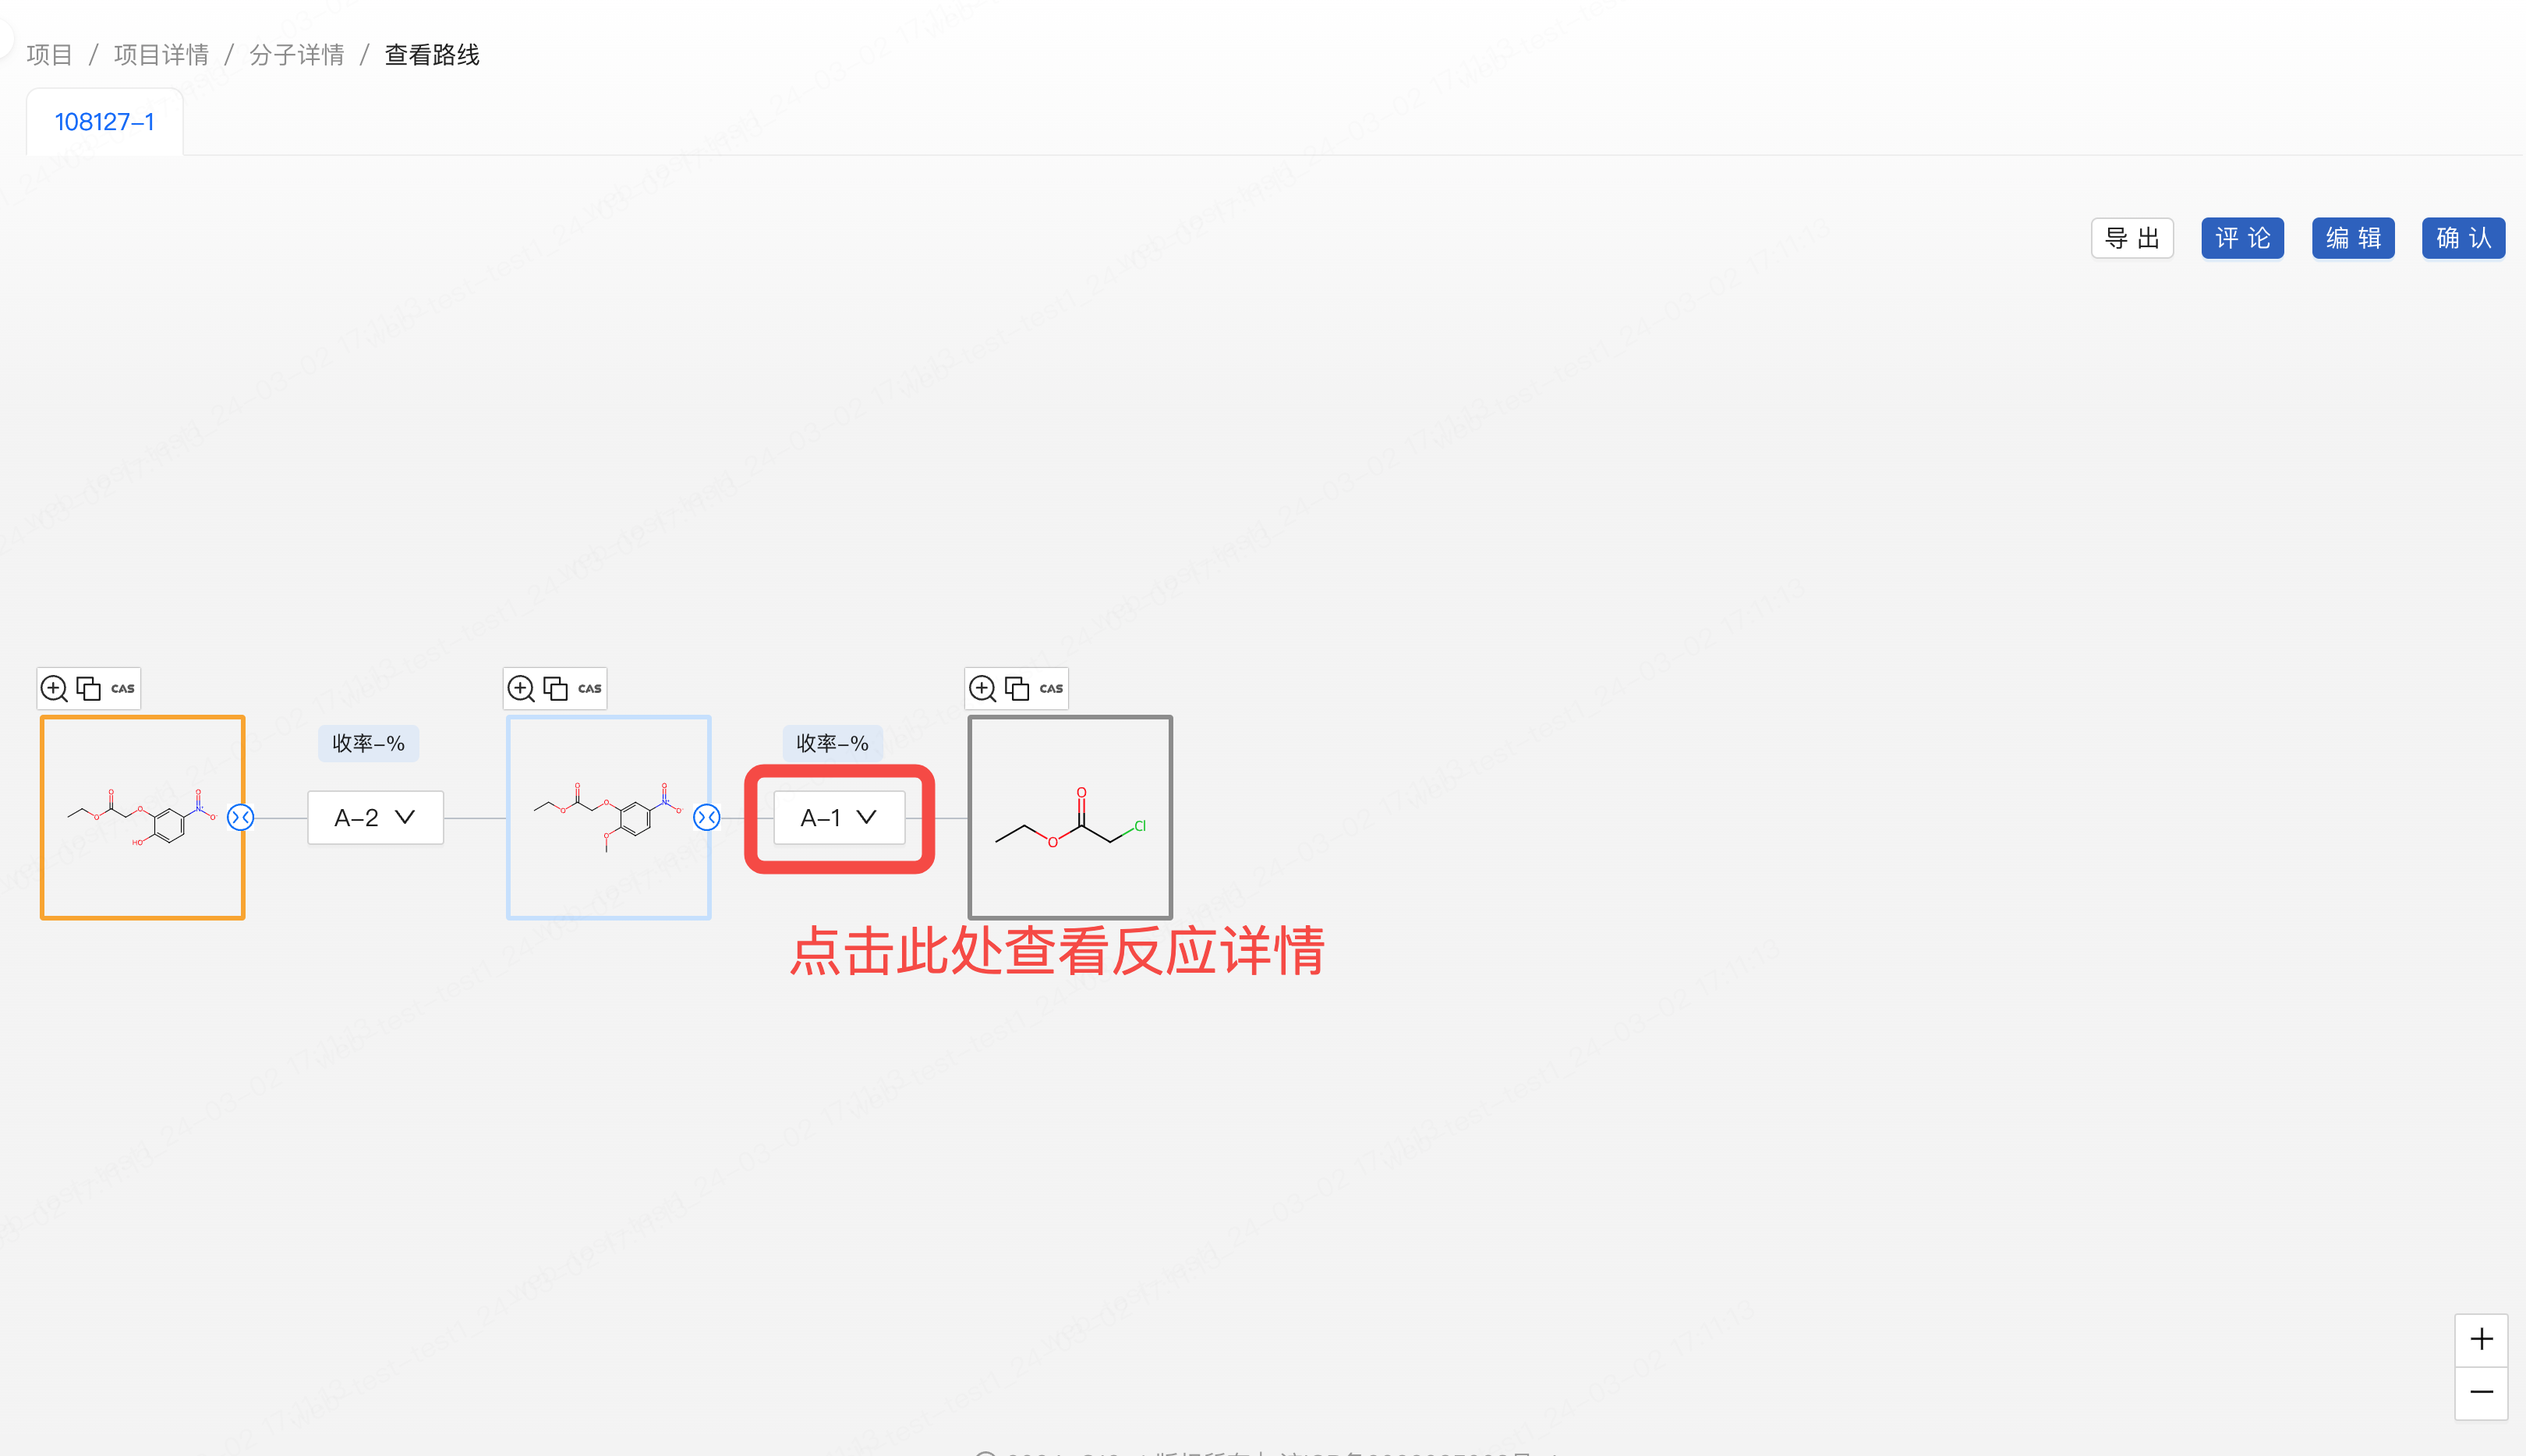 项目 / 项目详情 / 分子详情 / 查看路线
108127-1
导出 评论 编辑 确认
CAS CAS CAS
收率-% 收率-%
A-2 A-1
O O O N+ O O- HO
O O O N+ O O- O
O O Cl
点击此处查看反应详情